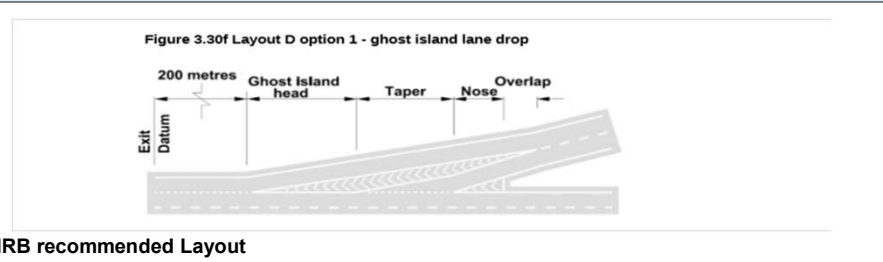 Figure 3.30f Layout D option 1 - ghost island lane drop
200 metres
Ghost Island
head
Taper
Nose
Overlap
Exit
Datum
RB recommended Layout